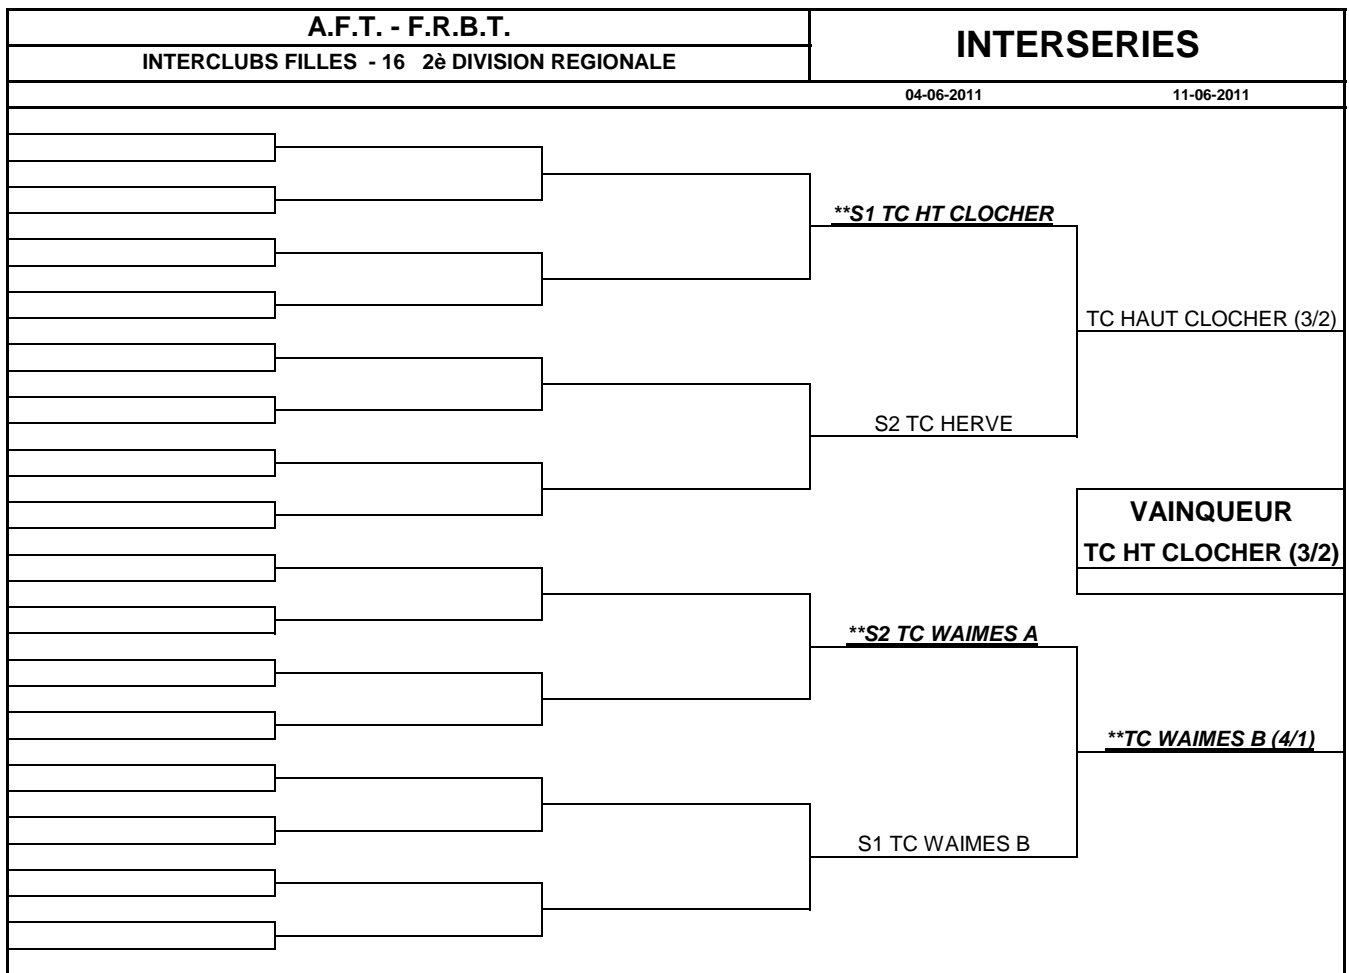 A.F.T. - F.R.B.T.
INTERSERIES
INTERCLUBS FILLES - 16 2è DIVISION REGIONALE
04-06-2011 11-06-2011
**S1 TC HT CLOCHER
TC HAUT CLOCHER (3/2)
S2 TC HERVE
VAINQUEUR
TC HT CLOCHER (3/2)
**S2 TC WAIMES A
**TC WAIMES B (4/1)
S1 TC WAIMES B